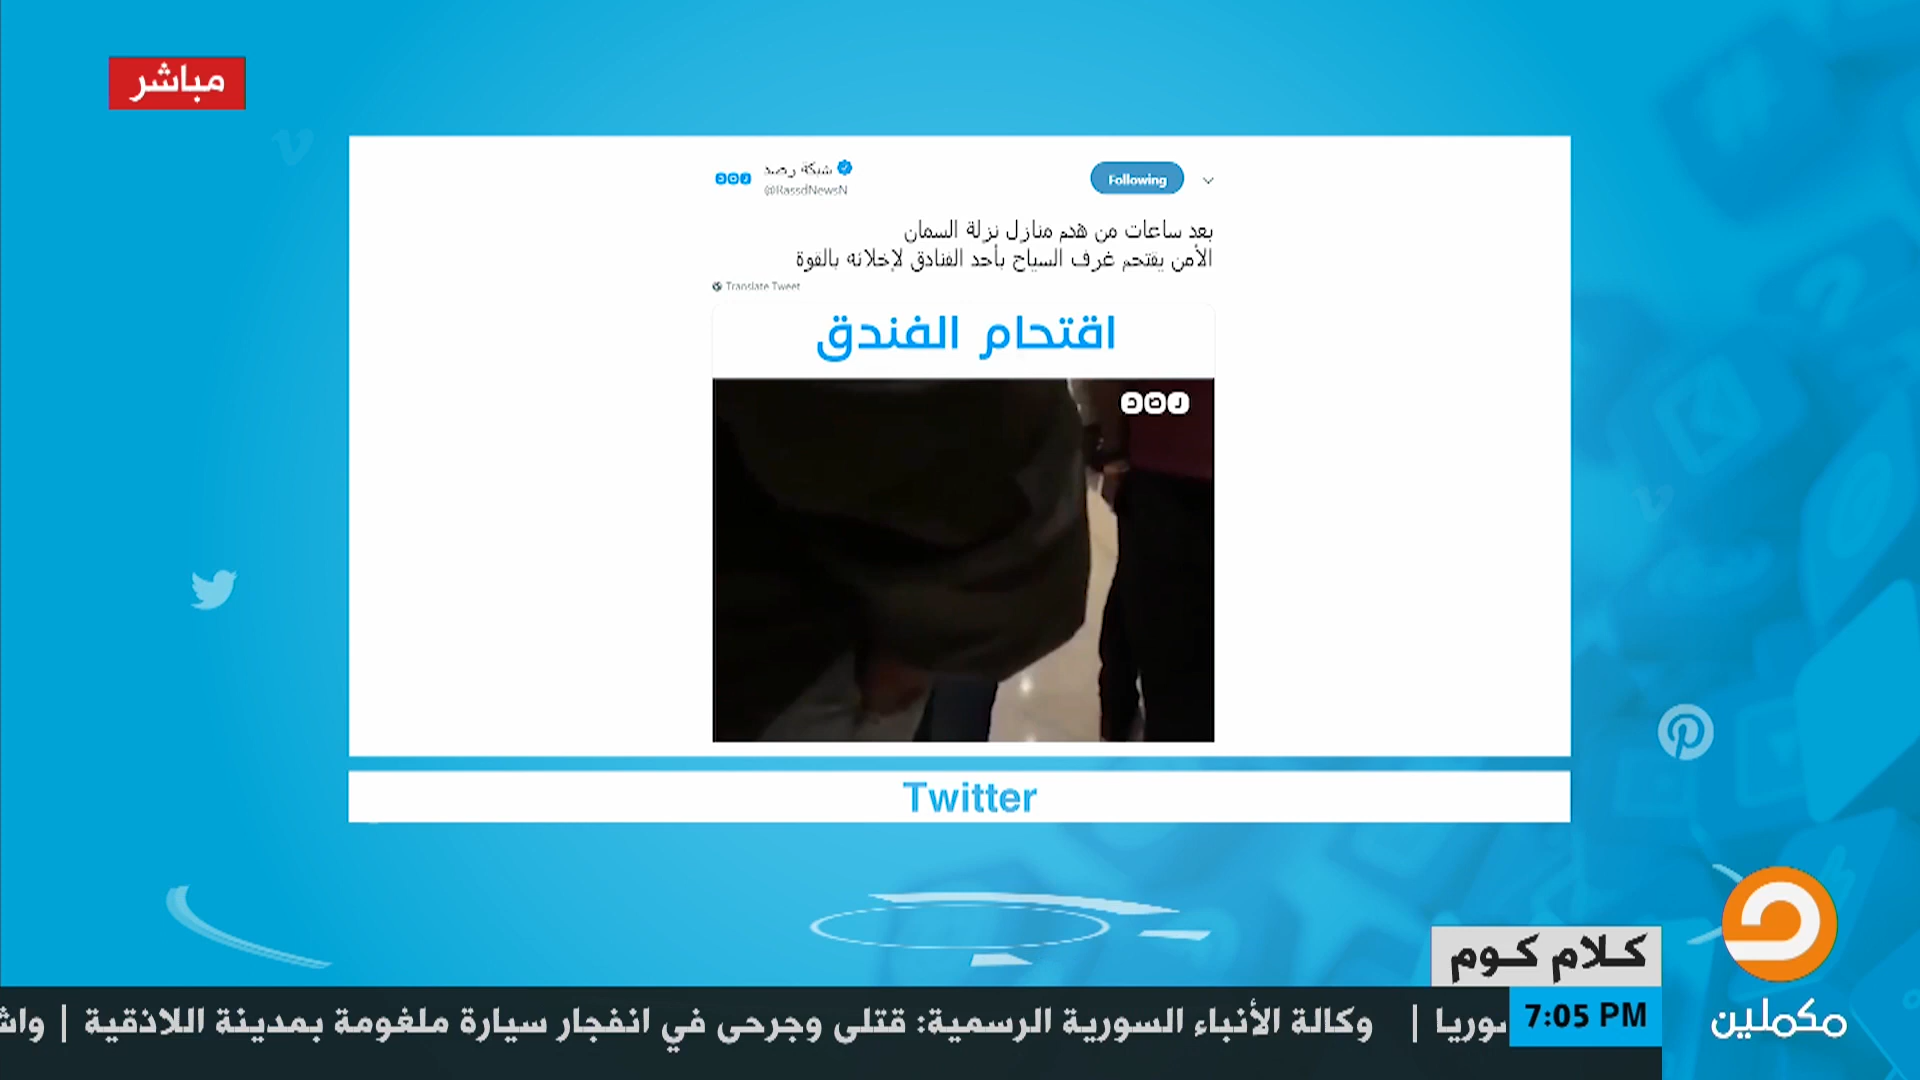 مباشر
شبكة رصد
@RassdNewsN
Following
بعد ساعات من هدم منازل نزلة السمان
الأمن يقتحم غرف السياح بأحد الفنادق لإخلائه بالقوة
Translate Tweet
اقتحام الفندق
رصد
Twitter
كلام كوم
7:05 PM
وكالة الأنباء السورية الرسمية: قتلى وجرحى في انفجار سيارة ملغومة بمدينة اللاذقية |
مكملين